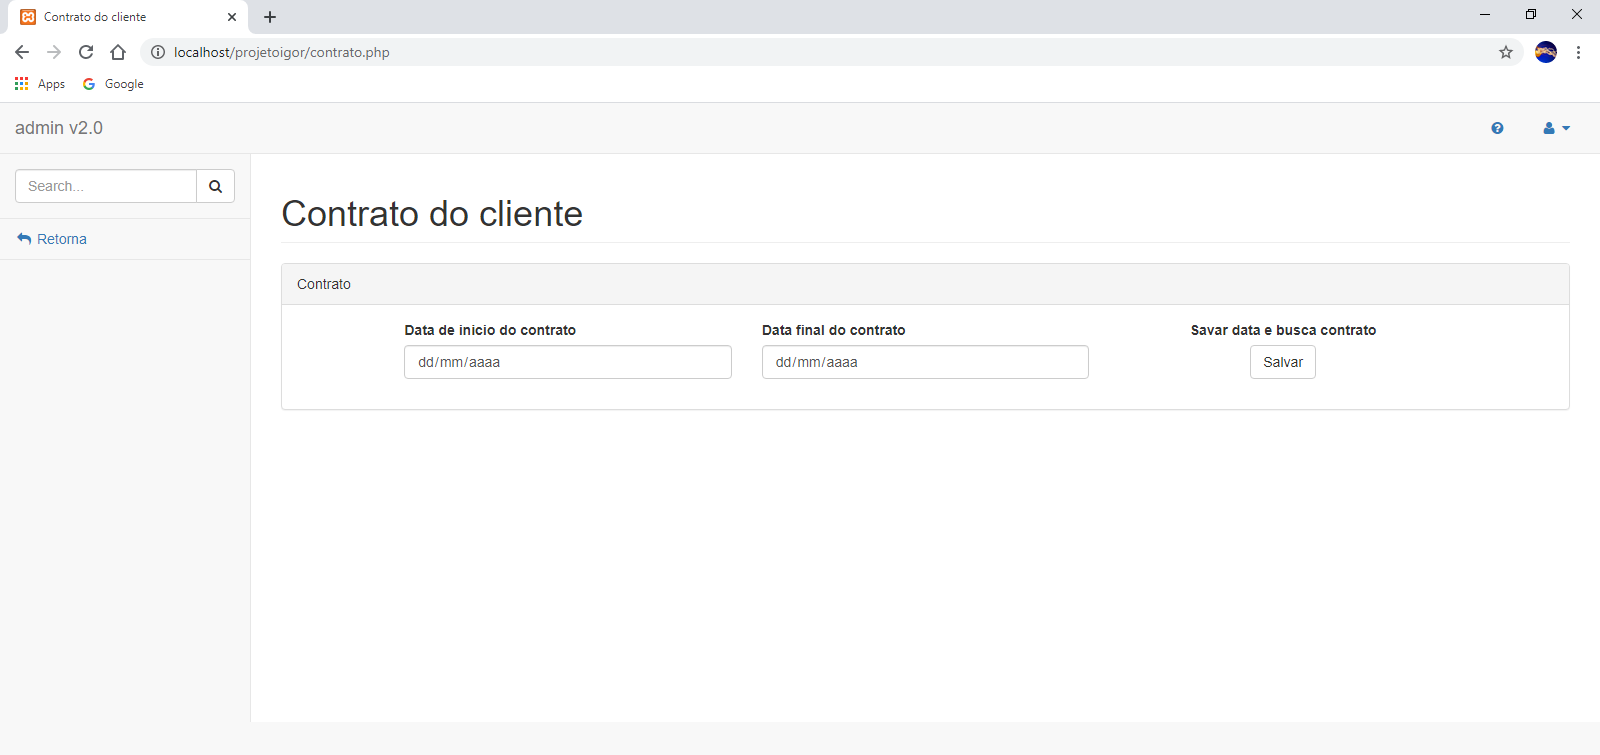 Contrato do cliente
localhost/projetoigor/contrato.php
Apps Google
admin v2.0
Search...
Retorna
Contrato do cliente
Contrato
Data de inicio do contrato Data final do contrato Savar data e busca contrato
dd/mm/aaaa dd/mm/aaaa Salvar